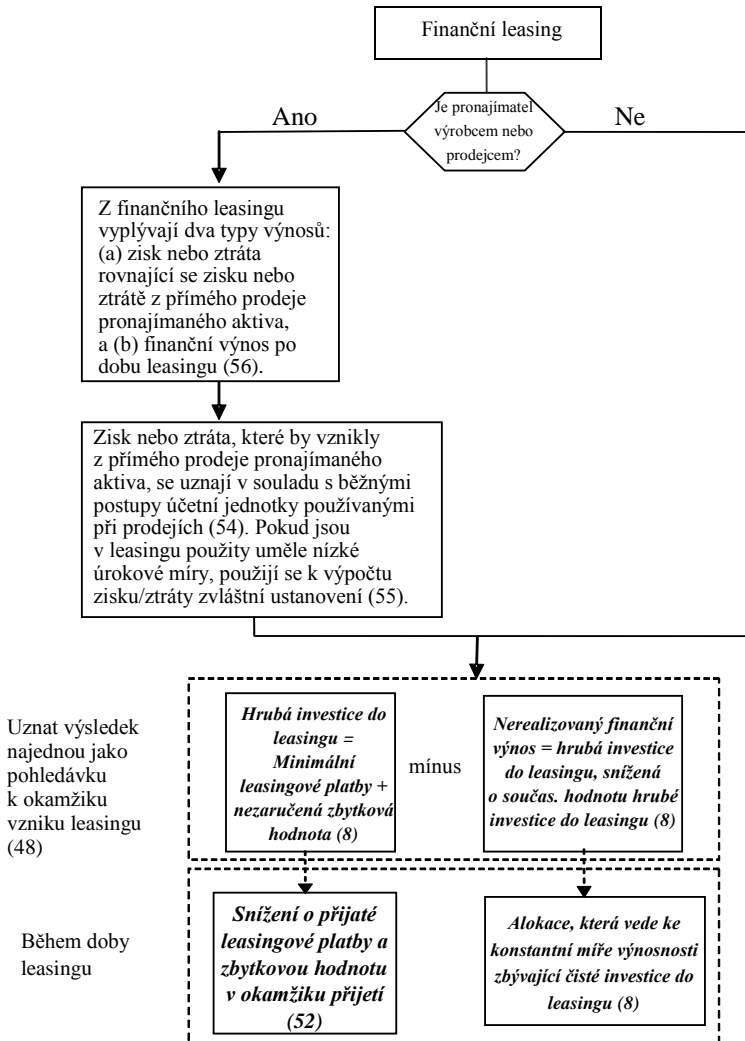 Finanční leasing
Je pronajímatel
výrobcem nebo
prodejcem?
Ano
Ne
Z finančního leasingu
vyplývají dva typy výnosů:
(a) zisk nebo ztráta
rovnající se zisku nebo
ztrátě z přímého prodeje
pronajímaného aktiva,
a (b) finanční výnos po
dobu leasingu (56).
Zisk nebo ztráta, které by vznikly
z přímého prodeje pronajímaného
aktiva, se uznají v souladu s běžnými
postupy účetní jednotky používanými
při prodejích (54). Pokud jsou
v leasingu použity uměle nízké
úrokové míry, použijí se k výpočtu
zisku/ztráty zvláštní ustanovení (55).
Uznat výsledek
najednou jako
pohledávku
k okamžiku
vzniku leasingu
(48)
Hrubá investice do
leasingu =
Minimální
leasingové platby +
nezaručená zbytková
hodnota (8)
mínus
Nerealizovaný finanční
výnos = hrubá investice
do leasingu, snížená
o součas. hodnotu hrubé
investice do leasingu (8)
Během doby
leasingu
Snížení o přijaté
leasingové platby a
zbytkovou hodnotu
v okamžiku přijetí
(52)
Alokace, která vede ke
konstantní míře výnosnosti
zbývající čisté investice do
leasingu (8)